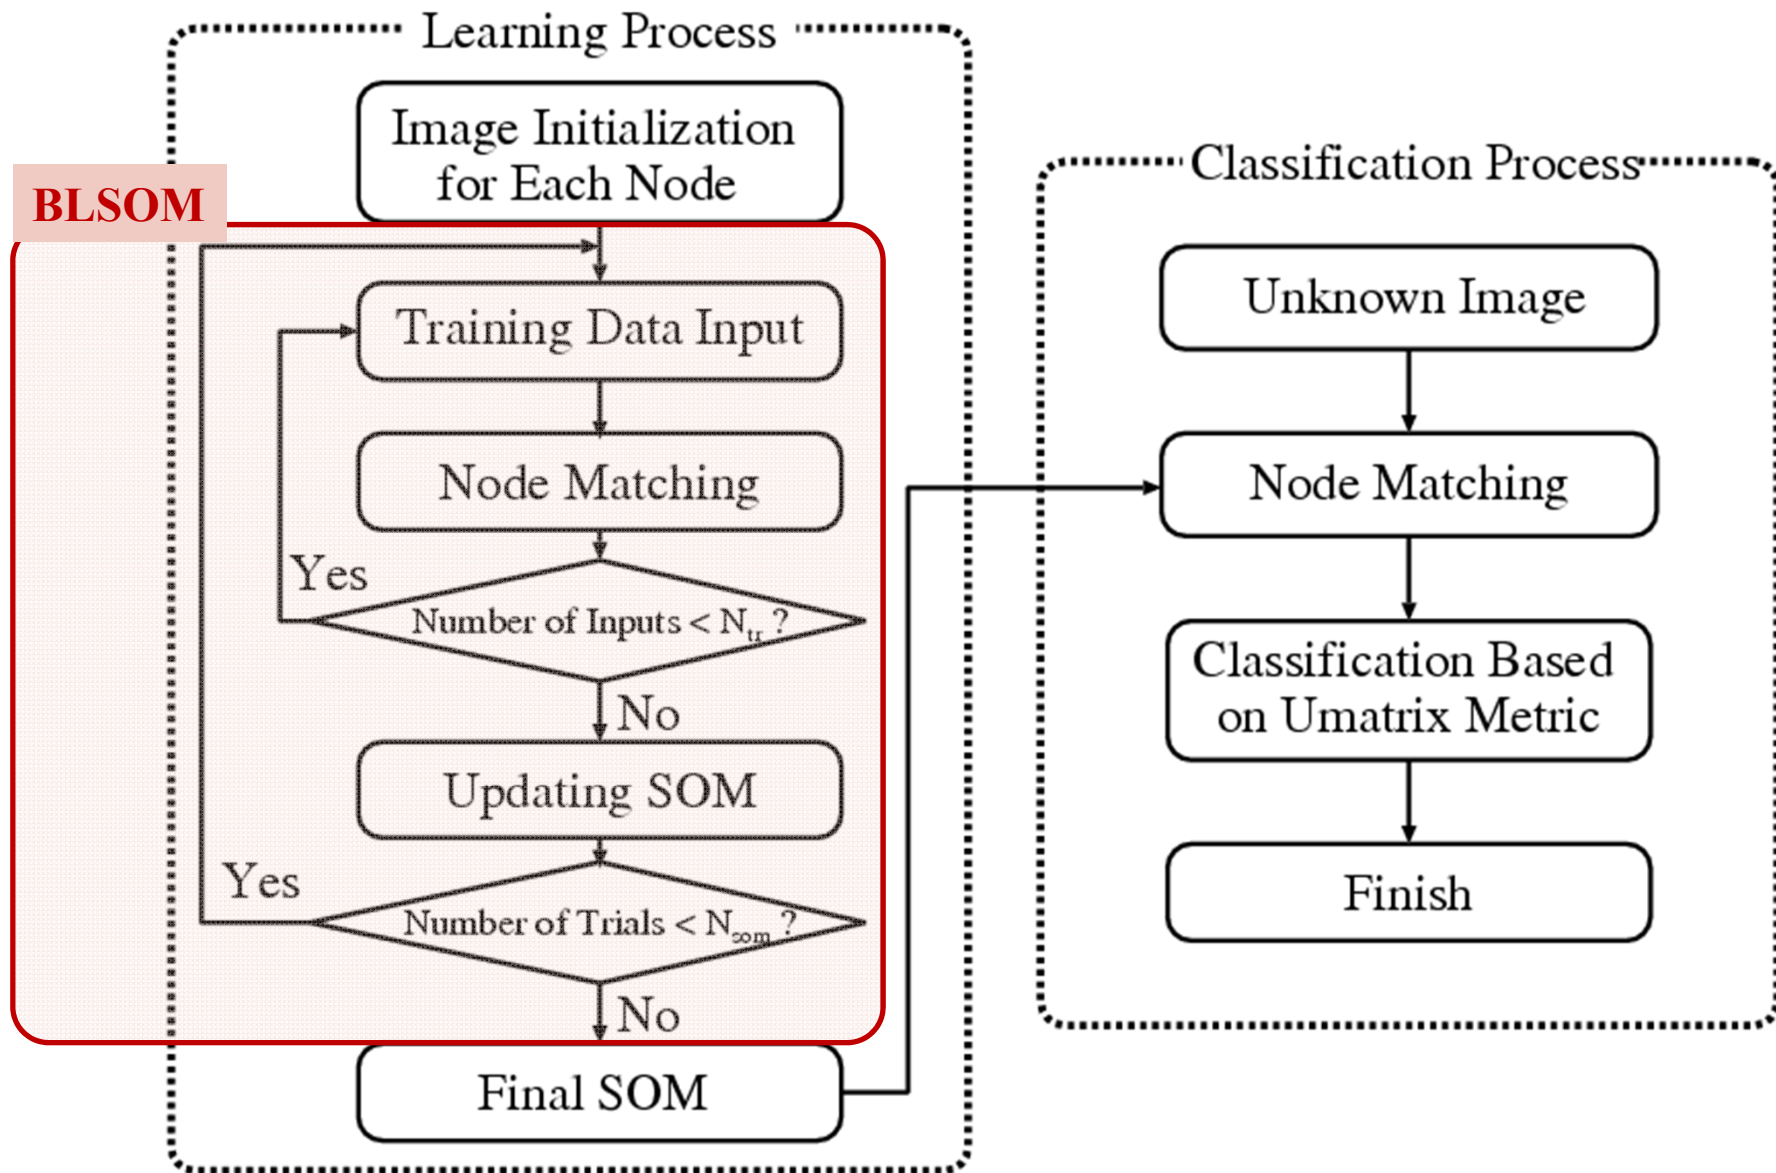 Learning Process
Image Initialization
for Each Node
BLSOM
Training Data Input
Node Matching
Yes
Number of Inputs < N_tr ?
No
Updating SOM
Yes
Number of Trials < N_som ?
No
Final SOM
Classification Process
Unknown Image
Node Matching
Classification Based
on Umatrix Metric
Finish